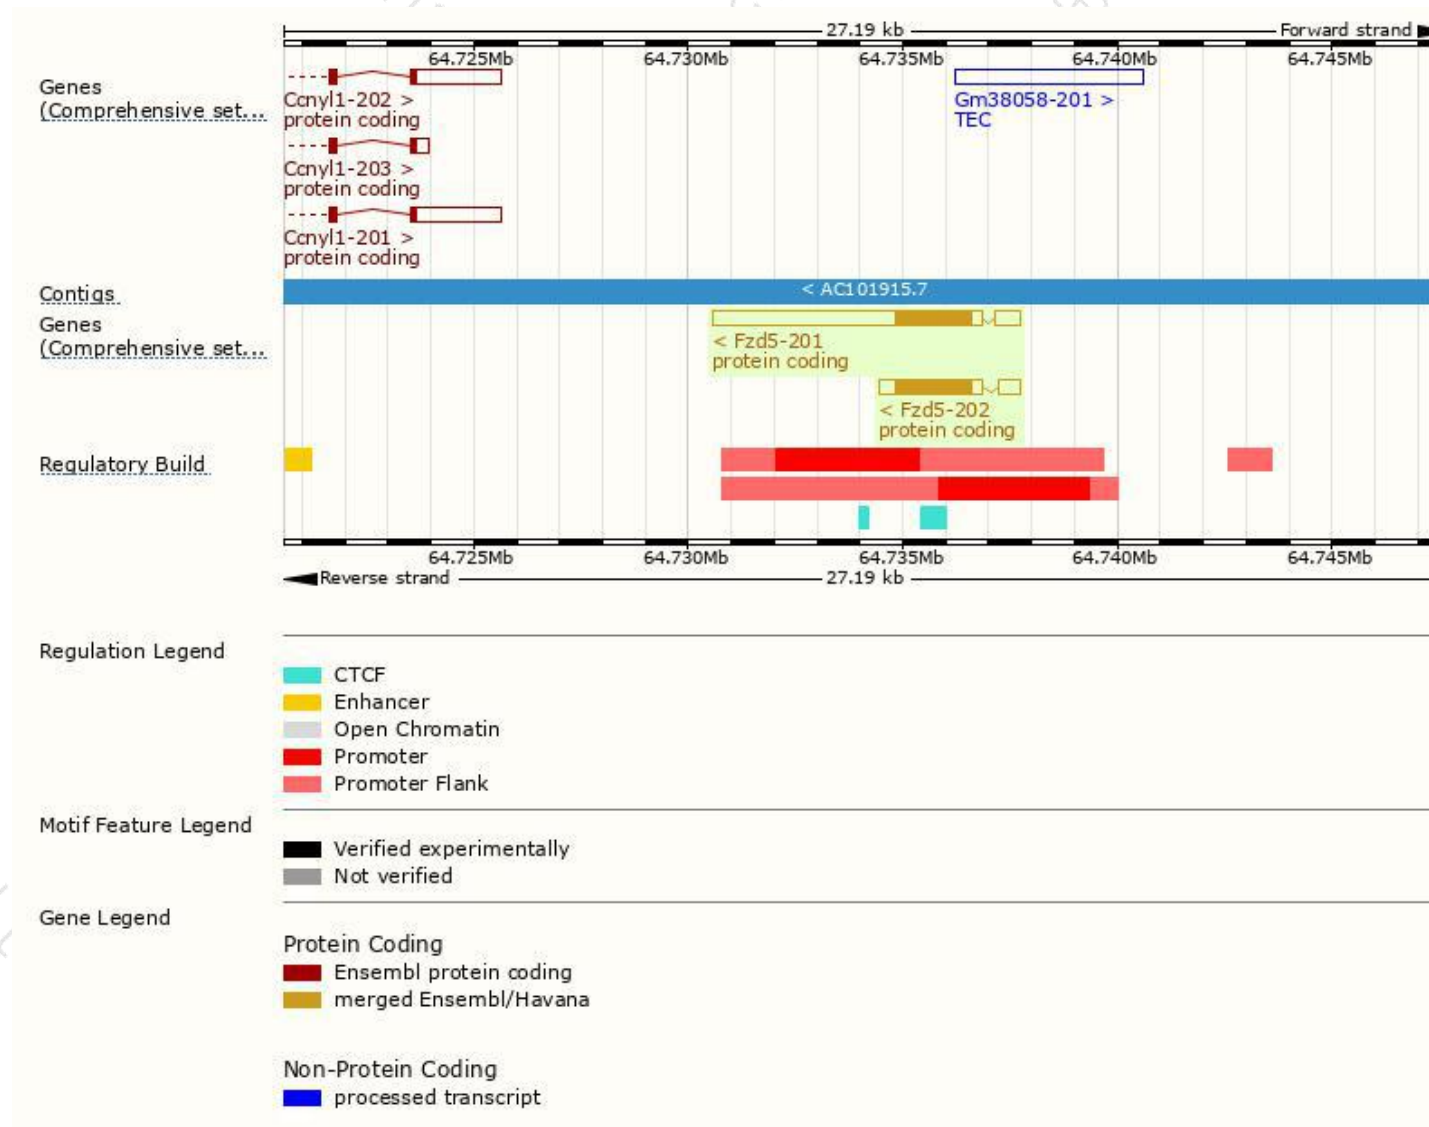 27.19 kb
Forward strand
64.725Mb 64.730Mb 64.735Mb 64.740Mb 64.745Mb
Genes
(Comprehensive set...
Ccnyl1-202 >
protein coding
Gm38058-201 >
TEC
Ccnyl1-203 >
protein coding
Ccnyl1-201 >
protein coding
Contigs
< AC101915.7
Genes
(Comprehensive set...
< Fzd5-201
protein coding
< Fzd5-202
protein coding
Regulatory Build
64.725Mb 64.730Mb 64.735Mb 64.740Mb 64.745Mb
Reverse strand
27.19 kb
Regulation Legend
CTCF
Enhancer
Open Chromatin
Promoter
Promoter Flank
Motif Feature Legend
Verified experimentally
Not verified
Gene Legend
Protein Coding
Ensembl protein coding
merged Ensembl/Havana
Non-Protein Coding
processed transcript